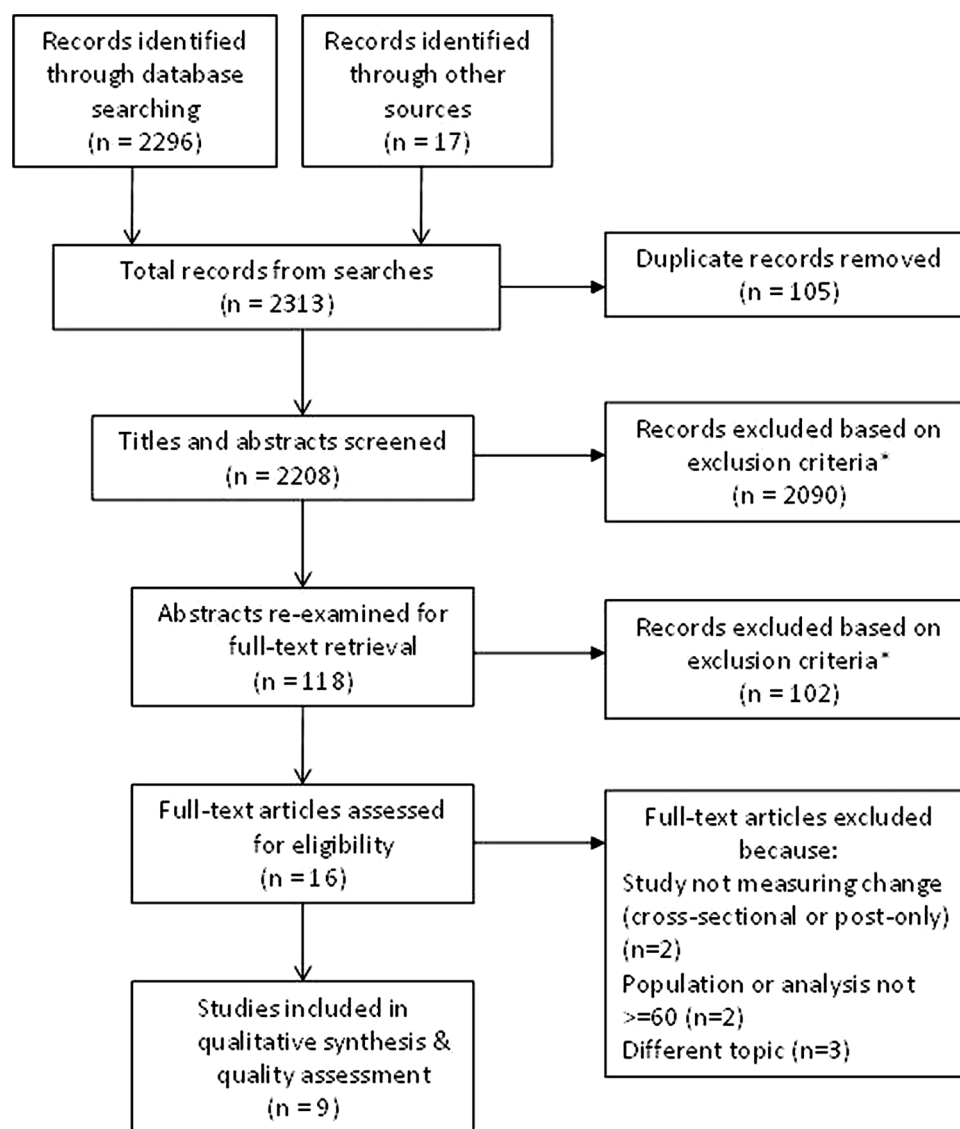 Records identified
through database
searching
(n = 2296)
Records identified
through other
sources
(n = 17)
Total records from searches
(n = 2313)
Duplicate records removed
(n = 105)
Titles and abstracts screened
(n = 2208)
Records excluded based on
exclusion criteria*
(n = 2090)
Abstracts re-examined for
full-text retrieval
(n =118)
Records excluded based on
exclusion criteria*
(n = 102)
Full-text articles assessed
for eligibility
(n = 16)
Full-text articles excluded
because:
Study not measuring change
(cross-sectional or post-only)
(n=2)
Population or analysis not
>=60 (n=2)
Different topic (n=3)
Studies included in
qualitative synthesis &
quality assessment
(n = 9)